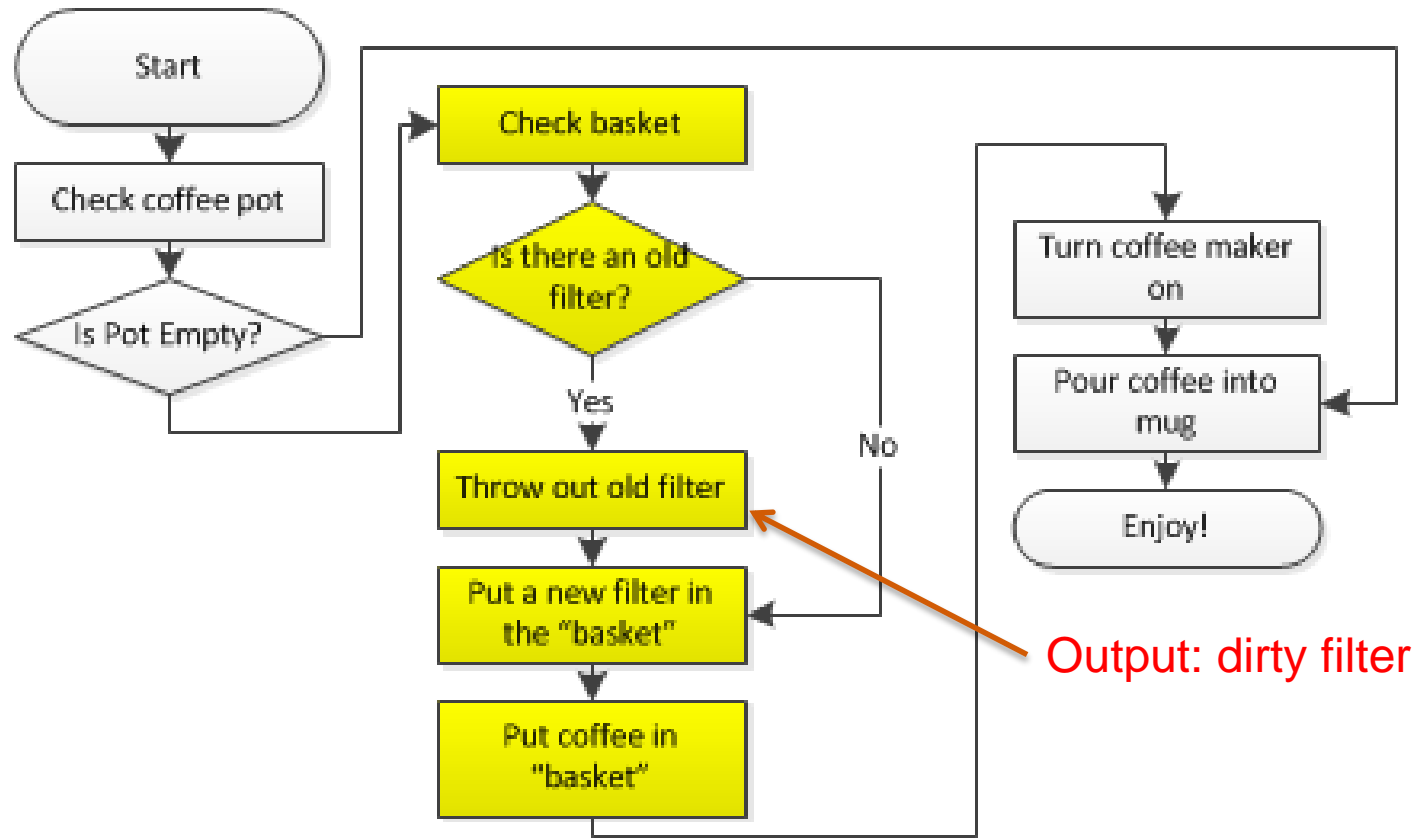 Start
Check coffee pot
Is Pot Empty?
Check basket
Is there an old
filter?
Yes
No
Throw out old filter
Put a new filter in
the “basket”
Put coffee in
“basket”
Turn coffee maker
on
Pour coffee into
mug
Enjoy!
Output: dirty filter